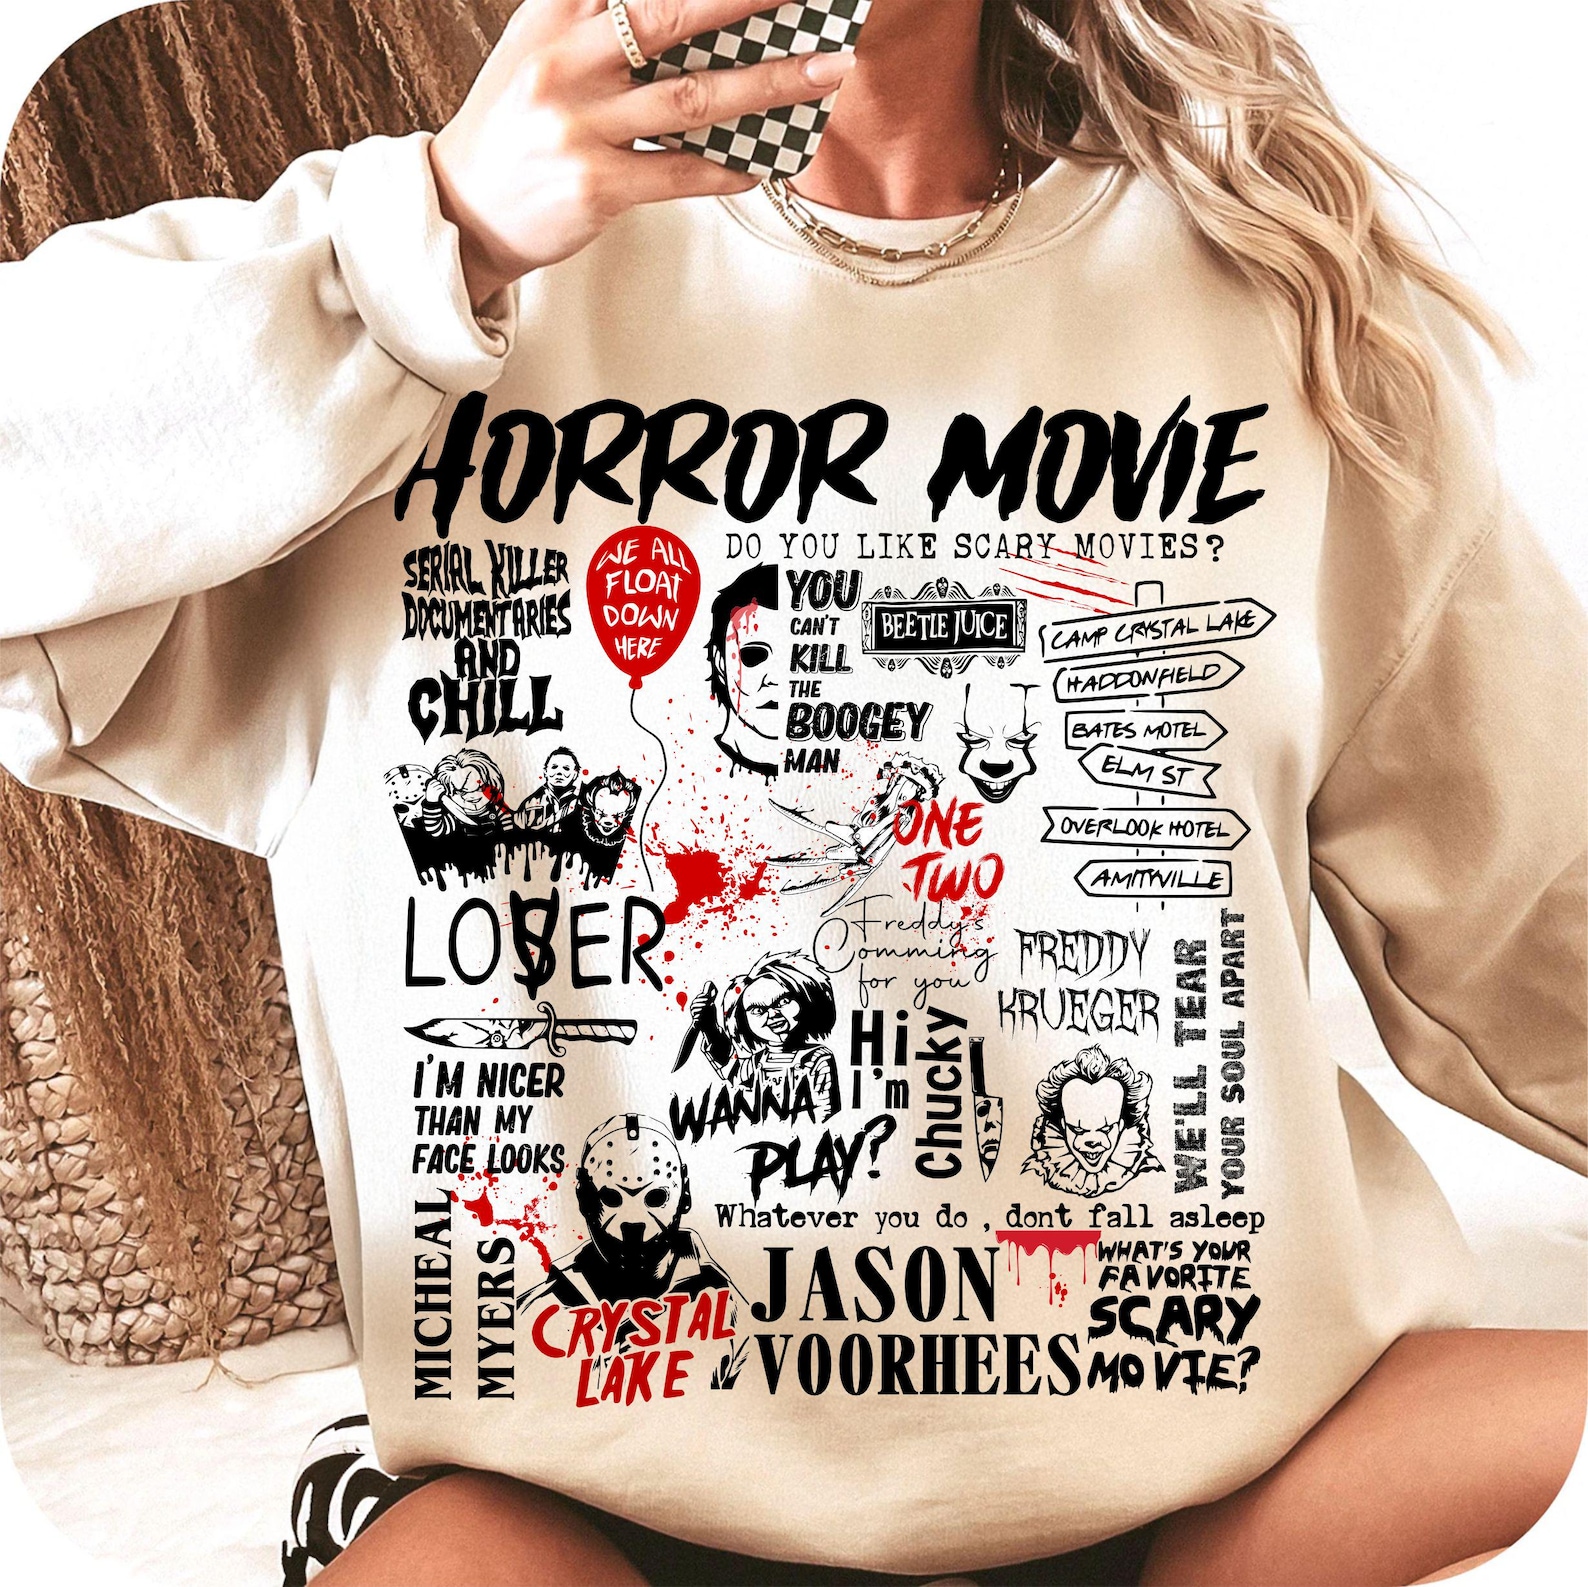 HORROR MOVIE
DO YOU LIKE SCARY MOVIES?
SERIAL KILLER
DOCUMENTARIES
AND
CHILL
WE ALL
FLOAT
DOWN
HERE
YOU
CAN'T
KILL
THE
BOOGEY
MAN
BEETLE JUICE
CAMP CRYSTAL LAKE
HADDONFIELD
BATES MOTEL
ELM ST
OVERLOOK HOTEL
AMITYVILLE
ONE
TWO
Freddy's
Comming
for you
LOSER
FREDDY
KRUEGER
WE'LL TEAR
YOUR SOUL APART
I'M NICER
THAN MY
FACE LOOKS
WANNA
PLAY?
Hi
I'm
Chucky
Whatever you do , dont fall asleep
MICHEAL
MYERS
CRYSTAL
LAKE
JASON
VOORHEES
WHAT'S YOUR
FAVORITE
SCARY
MOVIE?